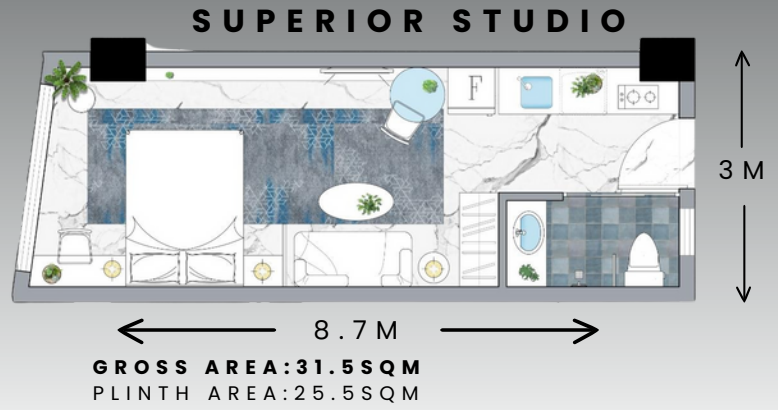 SUPERIOR STUDIO
F
3 M
8.7M
GROSS AREA:31.5SQM
PLINTH AREA:25.5SQM